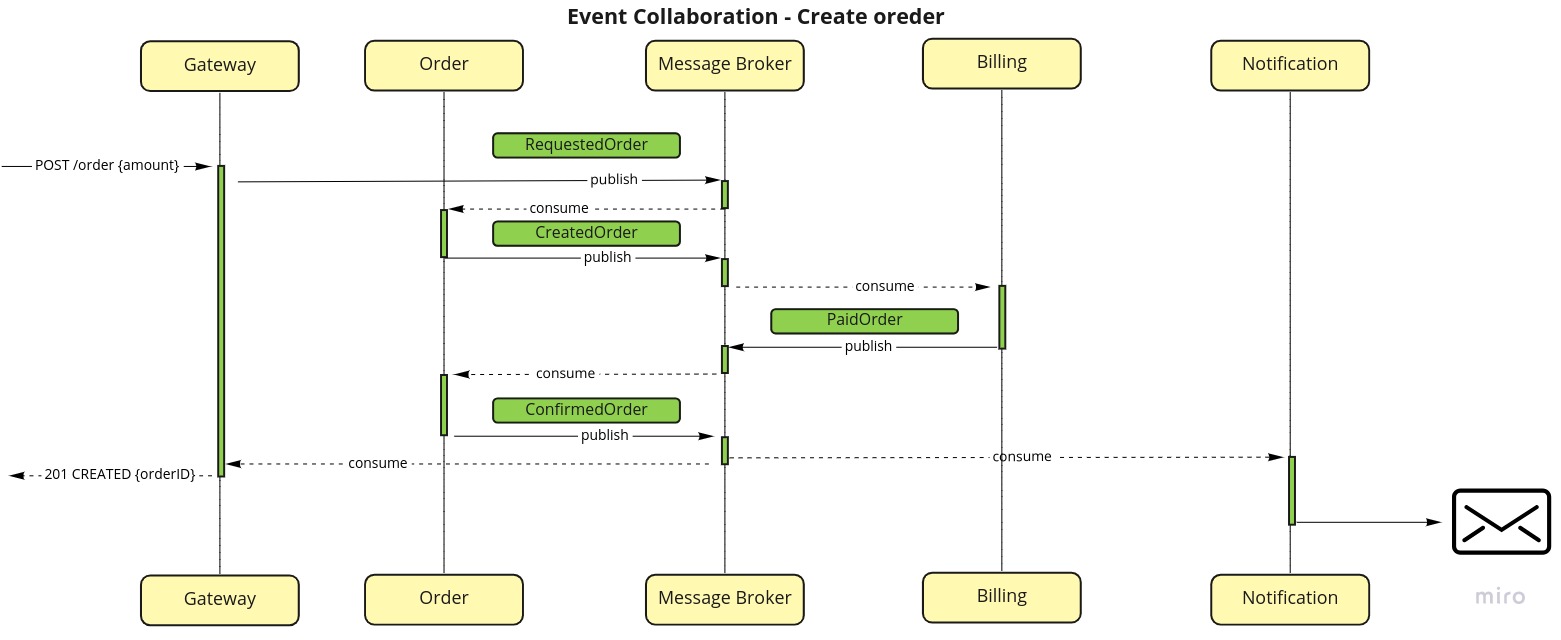 Event Collaboration - Create oreder
Gateway
Order
Message Broker
Billing
Notification
RequestedOrder
POST /order {amount}
publish
consume
CreatedOrder
publish
consume
PaidOrder
publish
consume
ConfirmedOrder
publish
consume
consume
201 CREATED {orderID}
Gateway
Order
Message Broker
Billing
Notification
miro